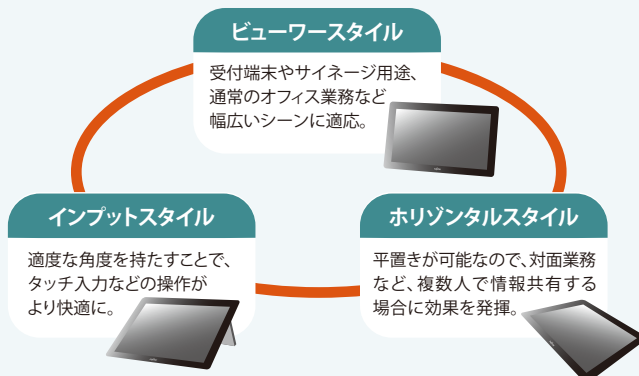 ビューワースタイル
受付端末やサイネージ用途、
通常のオフィス業務など
幅広いシーンに適応。
インプットスタイル
適度な角度を持たすことで、
タッチ入力などの操作が
より快適に。
ホリゾンタルスタイル
平置きが可能なので、対面業務
など、複数人で情報共有する
場合に効果を発揮。